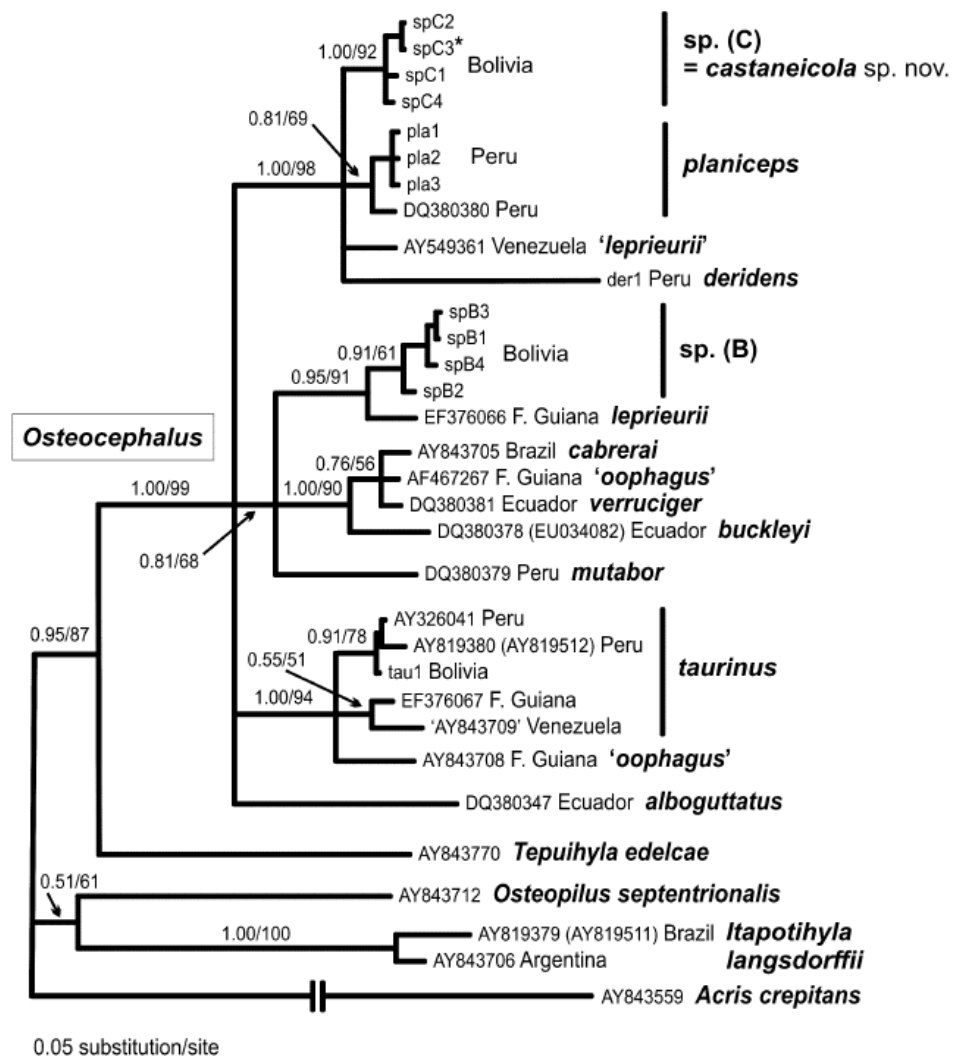 spC2
1.00/92
spC3*
Bolivia
spC1
spC4
sp. (C)
= castaneicola sp. nov.
0.81/69
pla1
1.00/98
pla2
Peru
pla3
planiceps
DQ380380 Peru
AY549361 Venezuela 'leprieurii'
der1 Peru deridens
spB3
spB1
Bolivia
0.91/61
spB4
sp. (B)
0.95/91
spB2
EF376066 F. Guiana leprieurii
Osteocephalus
AY843705 Brazil cabrerai
0.76/56
AF467267 F. Guiana 'oophagus'
1.00/99
1.00/90
DQ380381 Ecuador verruciger
DQ380378 (EU034082) Ecuador buckleyi
0.81/68
DQ380379 Peru mutabor
AY326041 Peru
0.95/87
0.91/78
AY819380 (AY819512) Peru
0.55/51
tau1 Bolivia
taurinus
1.00/94
EF376067 F. Guiana
'AY843709' Venezuela
AY843708 F. Guiana 'oophagus'
DQ380347 Ecuador alboguttatus
AY843770 Tepuihyla edelcae
0.51/61
AY843712 Osteopilus septentrionalis
1.00/100
AY819379 (AY819511) Brazil Itapotihyla
AY843706 Argentina langsdorffii
AY843559 Acris crepitans
0.05 substitution/site